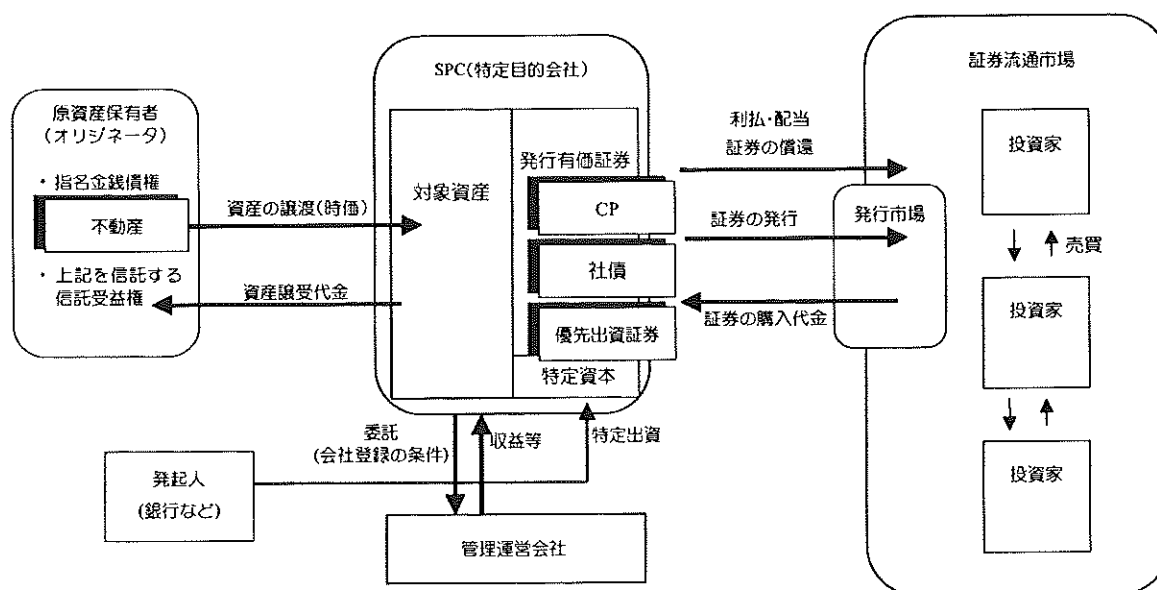 SPC(特定目的会社)
証券流通市場
原資産保有者
(オリジネータ)
・ 指名金銭債権
不動産
・ 上記を信託する
信託受益権
資産の譲渡(時価)
資産譲受代金
対象資産
発行有価証券
CP
社債
優先出資証券
特定資本
利払・配当
証券の償還
証券の発行
証券の購入代金
発行市場
投資家
売買
投資家
投資家
委託
(会社登録の条件)
収益等
特定出資
発起人
(銀行など)
管理運営会社